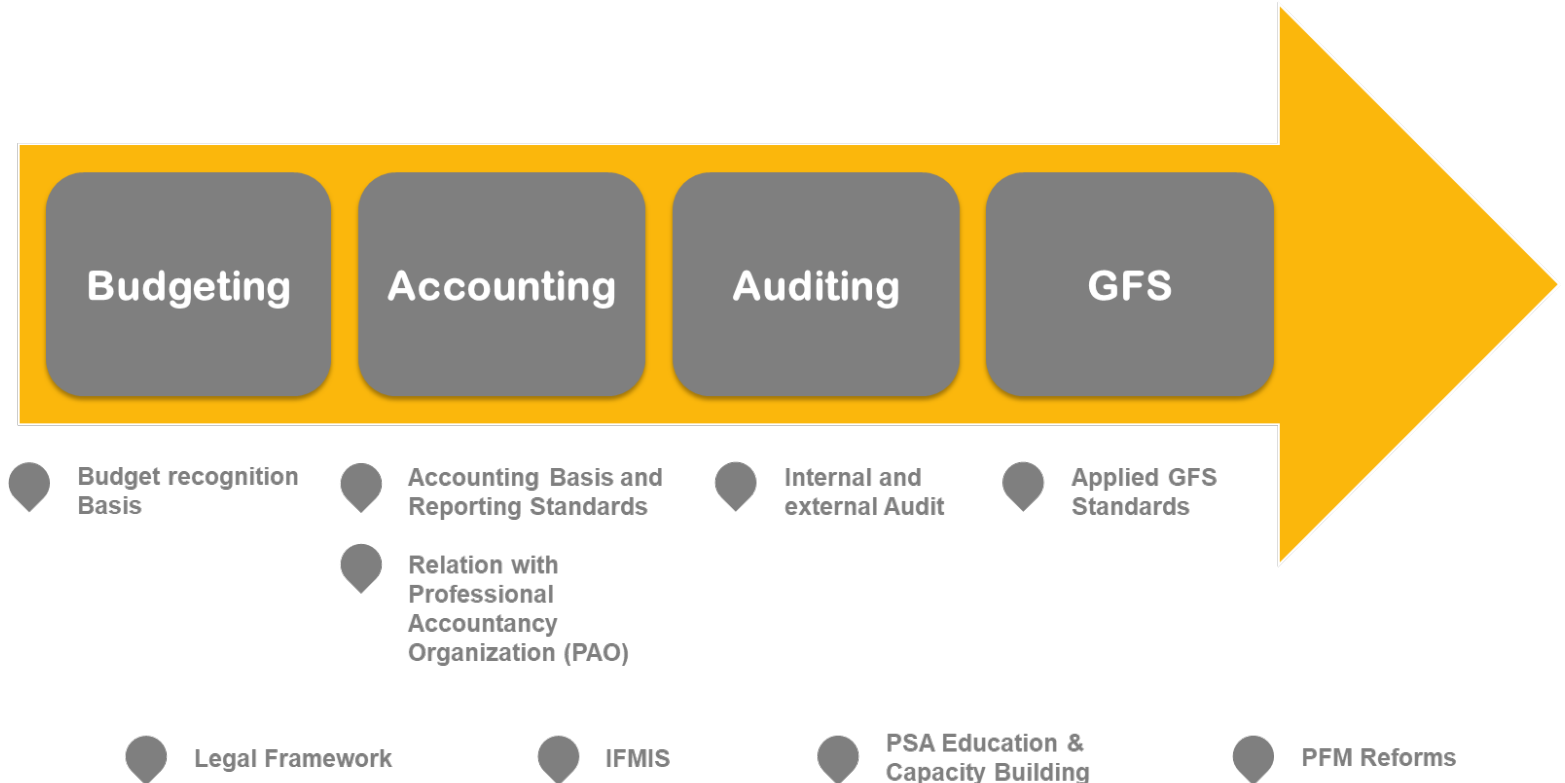 Budgeting
Accounting
Auditing
GFS
Budget recognition
Basis
Accounting Basis and
Reporting Standards
Relation with
Professional
Accountancy
Organization (PAO)
Internal and
external Audit
Applied GFS
Standards
Legal Framework
IFMIS
PSA Education &
Capacity Building
PFM Reforms